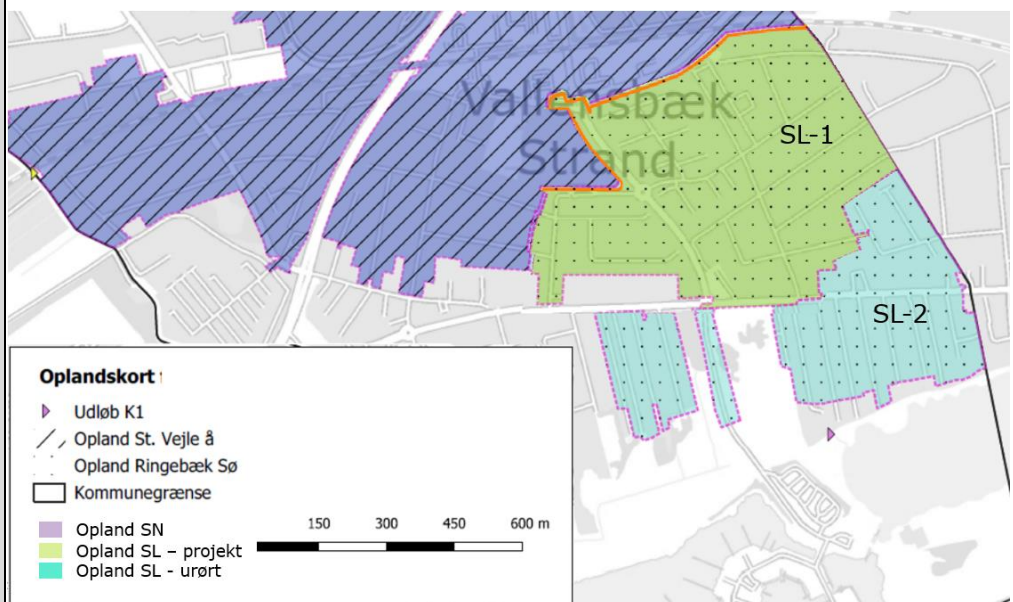 Vallensbæk
Strand
SL-1
SL-2
Oplandskort
Udløb K1
Opland St. Vejle å
Opland Ringebæk Sø
Kommunegrænse
Opland SN
Opland SL – projekt
Opland SL - urørt
150 300 450 600 m